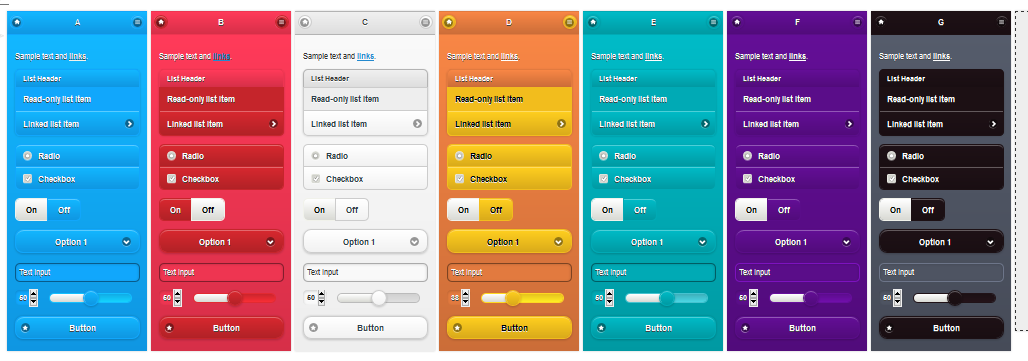 A
Sample text and links.
List Header
Read-only list item
Linked list item
Radio
Checkbox
On Off
Option 1
Text Input
60
Button
B
Sample text and links.
List Header
Read-only list item
Linked list item
Radio
Checkbox
On Off
Option 1
Text Input
60
Button
C
Sample text and links.
List Header
Read-only list item
Linked list item
Radio
Checkbox
On Off
Option 1
Text Input
60
Button
D
Sample text and links.
List Header
Read-only list item
Linked list item
Radio
Checkbox
On Off
Option 1
Text Input
88
Button
E
Sample text and links.
List Header
Read-only list item
Linked list item
Radio
Checkbox
On Off
Option 1
Text Input
60
Button
F
Sample text and links.
List Header
Read-only list item
Linked list item
Radio
Checkbox
On Off
Option 1
Text Input
60
Button
G
Sample text and links.
List Header
Read-only list item
Linked list item
Radio
Checkbox
On Off
Option 1
Text Input
60
Button